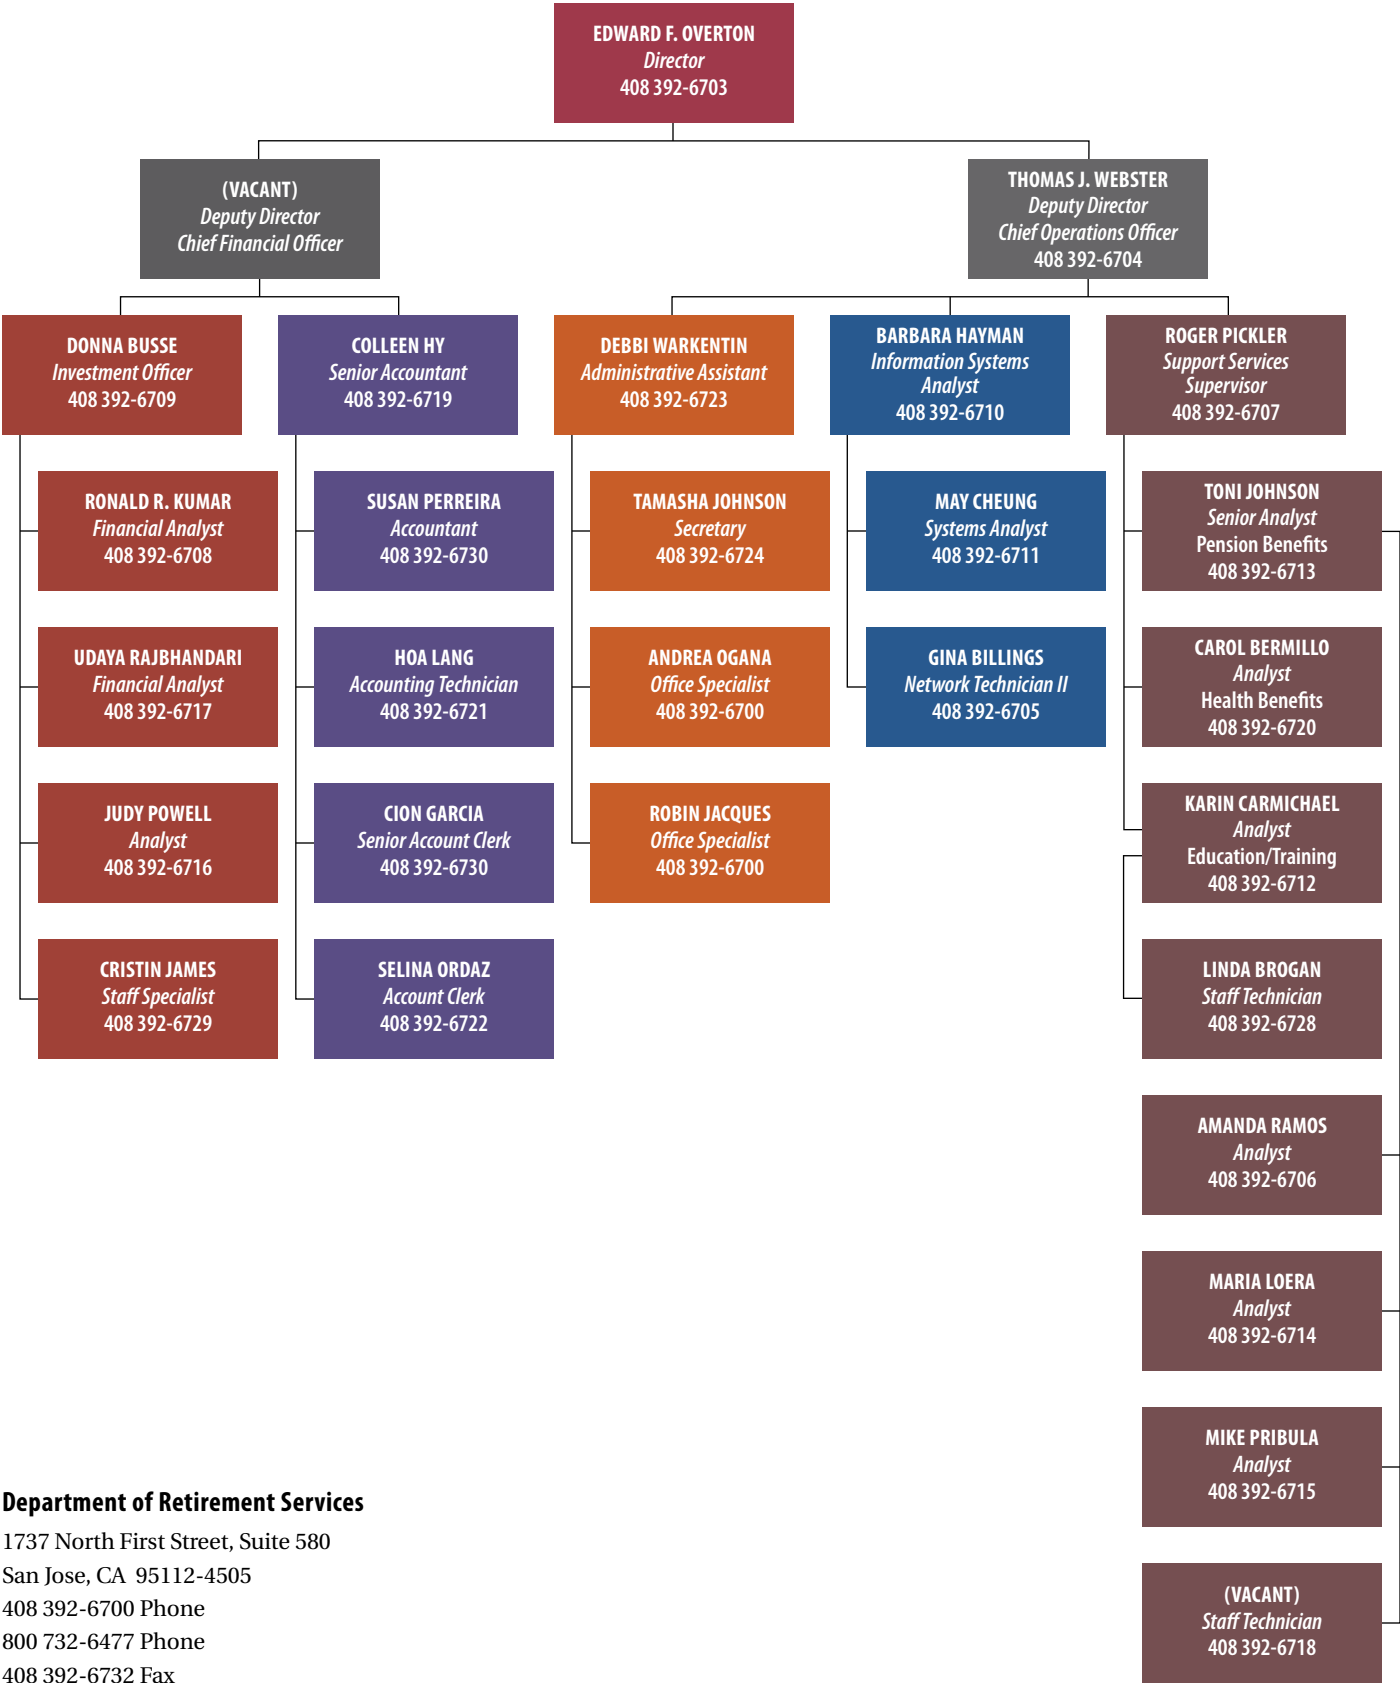 EDWARD F. OVERTON
Director
408 392-6703
(VACANT)
Deputy Director
Chief Financial Officer
THOMAS J. WEBSTER
Deputy Director
Chief Operations Officer
408 392-6704
DONNA BUSSE
Investment Officer
408 392-6709
COLLEEN HY
Senior Accountant
408 392-6719
DEBBI WARKENTIN
Administrative Assistant
408 392-6723
BARBARA HAYMAN
Information Systems
Analyst
408 392-6710
ROGER PICKLER
Support Services
Supervisor
408 392-6707
RONALD R. KUMAR
Financial Analyst
408 392-6708
SUSAN PERREIRA
Accountant
408 392-6730
TAMASHA JOHNSON
Secretary
408 392-6724
MAY CHEUNG
Systems Analyst
408 392-6711
TONI JOHNSON
Senior Analyst
Pension Benefits
408 392-6713
UDAYA RAJBHANDARI
Financial Analyst
408 392-6717
HOA LANG
Accounting Technician
408 392-6721
ANDREA OGANA
Office Specialist
408 392-6700
GINA BILLINGS
Network Technician II
408 392-6705
CAROL BERMILLO
Analyst
Health Benefits
408 392-6720
JUDY POWELL
Analyst
408 392-6716
CION GARCIA
Senior Account Clerk
408 392-6730
ROBIN JACQUES
Office Specialist
408 392-6700
KARIN CARMICHAEL
Analyst
Education/Training
408 392-6712
CRISTIN JAMES
Staff Specialist
408 392-6729
SELINA ORDAZ
Account Clerk
408 392-6722
LINDA BROGAN
Staff Technician
408 392-6728
AMANDA RAMOS
Analyst
408 392-6706
MARIA LOERA
Analyst
408 392-6714
MIKE PRIBULA
Analyst
408 392-6715
(VACANT)
Staff Technician
408 392-6718
Department of Retirement Services
1737 North First Street, Suite 580
San Jose, CA 95112-4505
408 392-6700 Phone
800 732-6477 Phone
408 392-6732 Fax